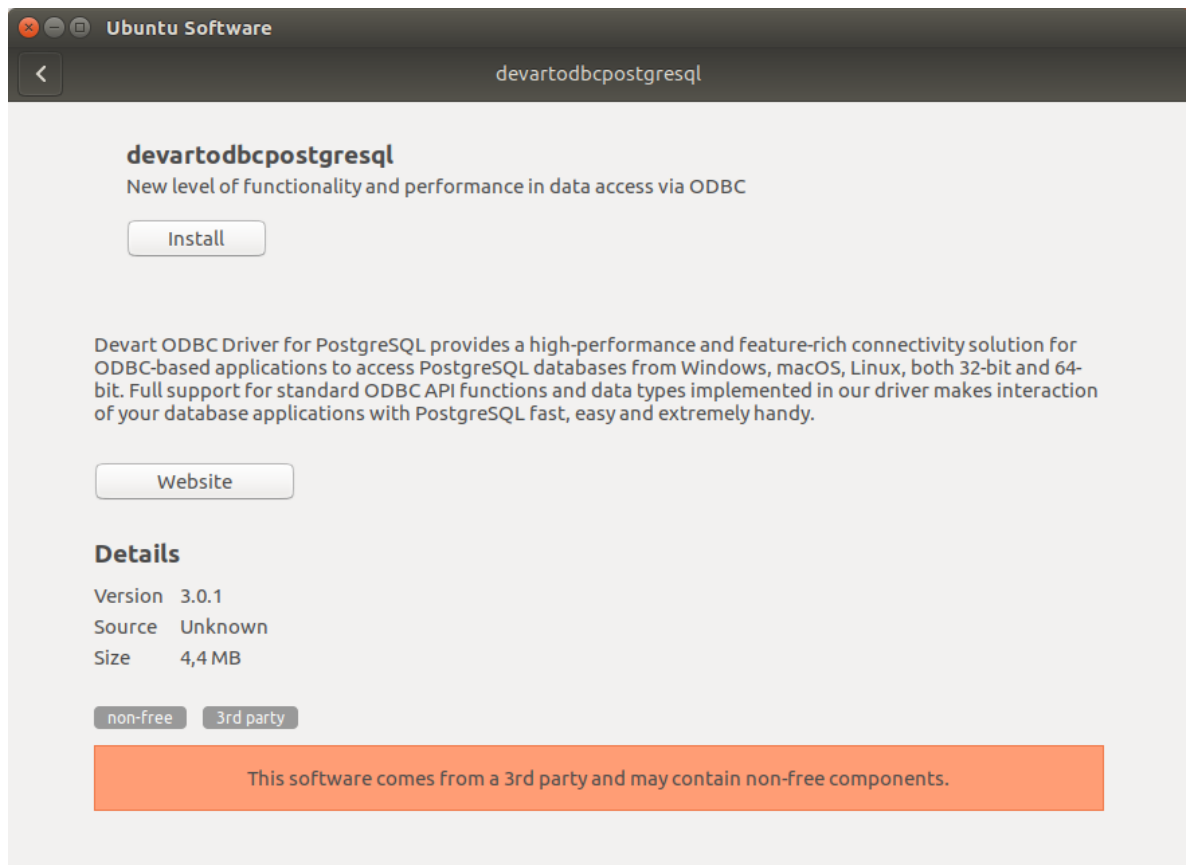 Ubuntu Software
devartodbcpostgresql
devartodbcpostgresql
New level of functionality and performance in data access via ODBC
Install
Devart ODBC Driver for PostgreSQL provides a high-performance and feature-rich connectivity solution for
ODBC-based applications to access PostgreSQL databases from Windows, macOS, Linux, both 32-bit and 64-
bit. Full support for standard ODBC API functions and data types implemented in our driver makes interaction
of your database applications with PostgreSQL fast, easy and extremely handy.
Website
Details
Version 3.0.1
Source Unknown
Size 4,4 MB
non-free 3rd party
This software comes from a 3rd party and may contain non-free components.